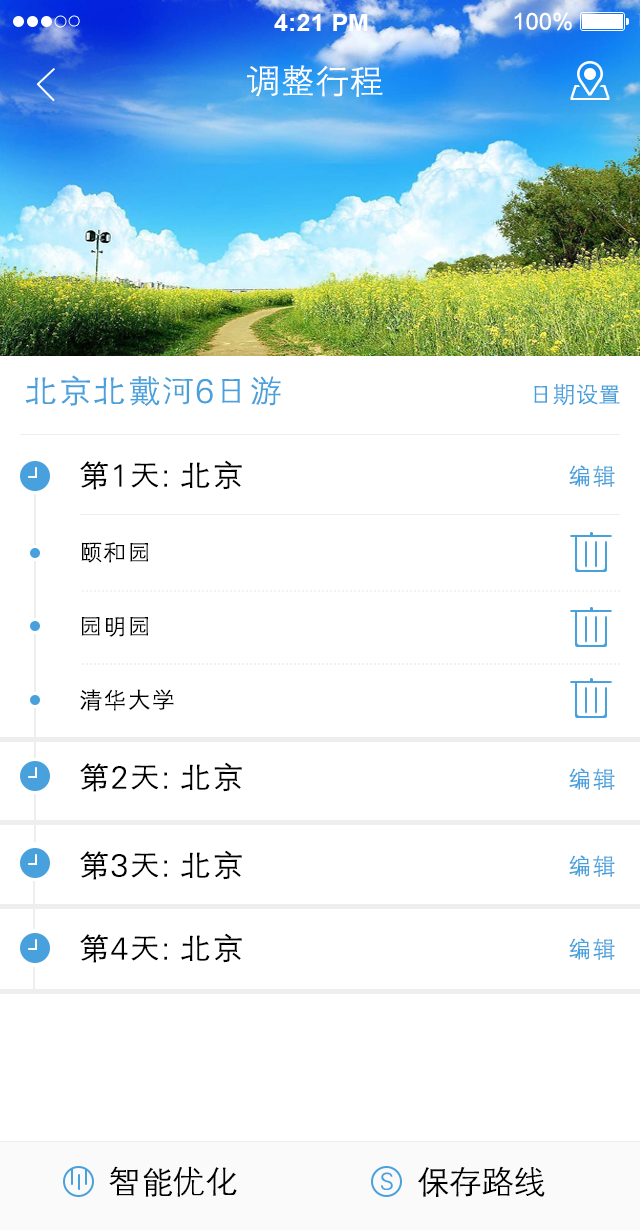 4:21 PM 100%
调整行程
北京北戴河6日游 日期设置
第1天: 北京 编辑
颐和园
园明园
清华大学
第2天: 北京 编辑
第3天: 北京 编辑
第4天: 北京 编辑
智能优化 S 保存路线